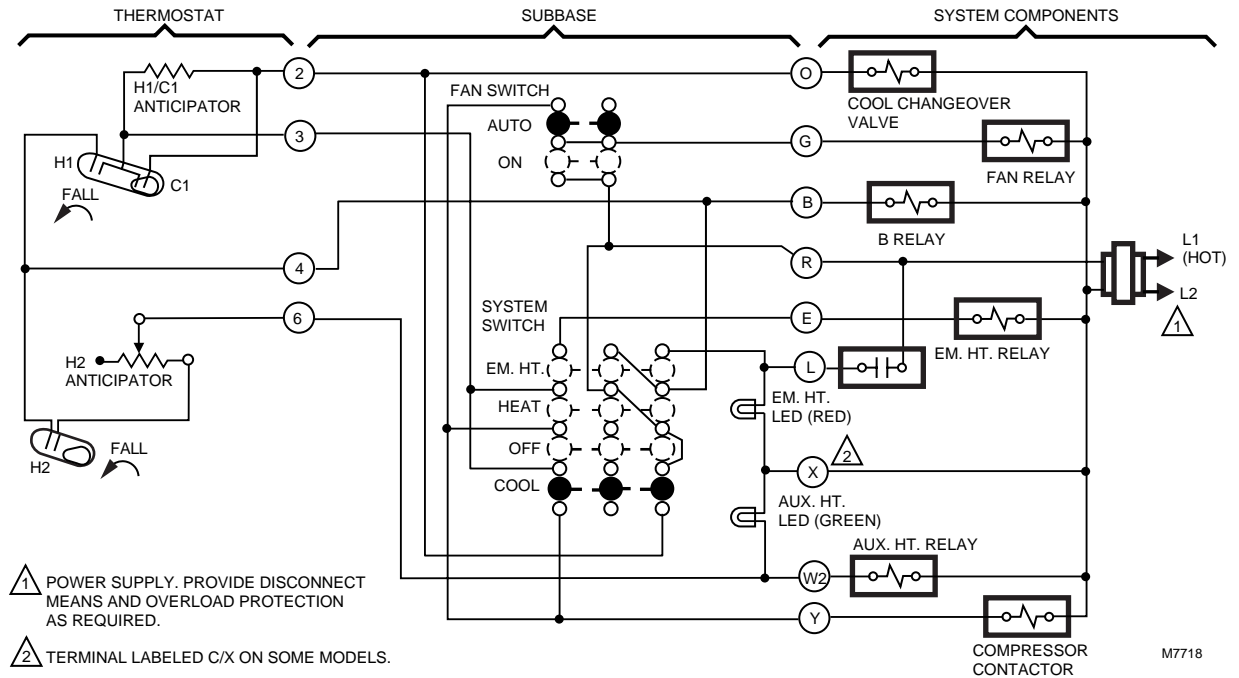 THERMOSTAT
SUBBASE
SYSTEM COMPONENTS
H1/C1
ANTICIPATOR
2
3
H1
C1
FALL
4
6
H2
ANTICIPATOR
H2
FALL
FAN SWITCH
AUTO
ON
SYSTEM
SWITCH
EM. HT.
HEAT
OFF
COOL
O
COOL CHANGEOVER
VALVE
G
FAN RELAY
B
B RELAY
R
L1
(HOT)
L2
1
E
EM. HT. RELAY
L
EM. HT.
LED (RED)
2
X
AUX. HT.
LED (GREEN)
AUX. HT. RELAY
W2
Y
COMPRESSOR
CONTACTOR
1 POWER SUPPLY. PROVIDE DISCONNECT
MEANS AND OVERLOAD PROTECTION
AS REQUIRED.
2 TERMINAL LABELED C/X ON SOME MODELS.
M7718